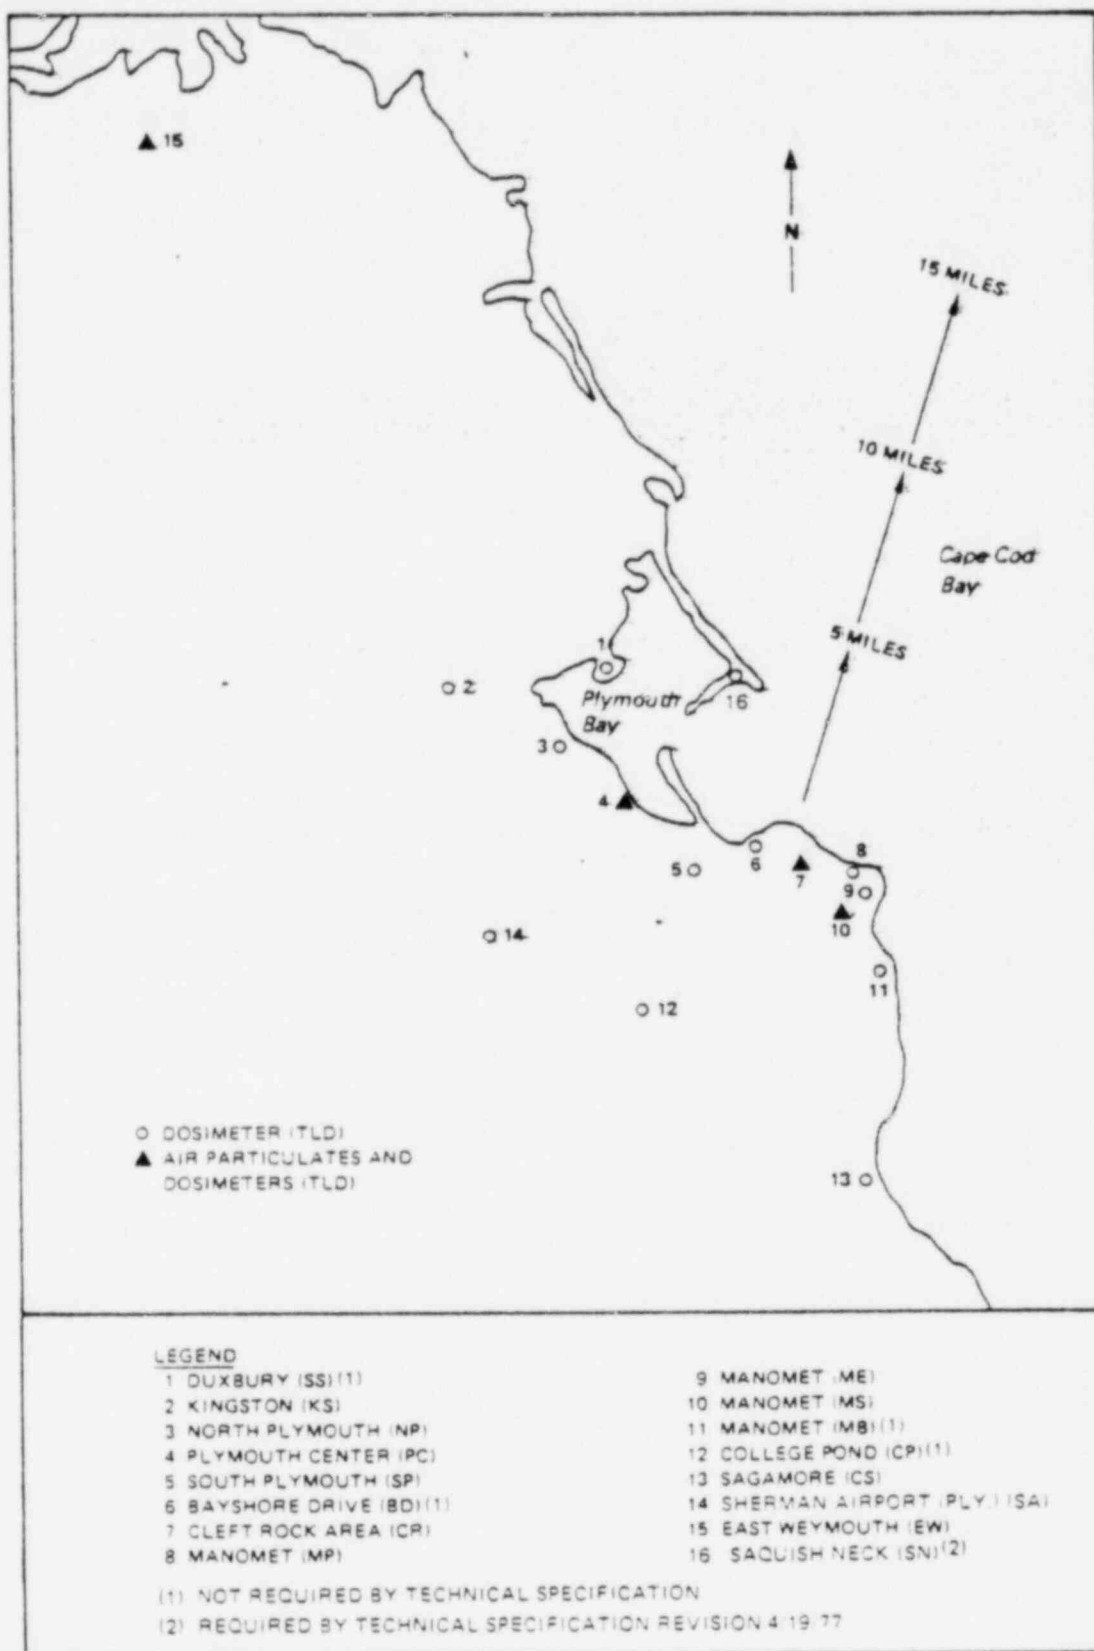 15
N
15 MILES
10 MILES
Cape Cod
Bay
5 MILES
1
2
Plymouth
Bay
16
3
4
8
5
6
7
9
10
14
11
12
13
DOSIMETER (TLD)
AIR PARTICULATES AND
DOSIMETERS (TLD)
LEGEND
1 DUXBURY (SS)(1)
2 KINGSTON (KS)
3 NORTH PLYMOUTH (NP)
4 PLYMOUTH CENTER (PC)
5 SOUTH PLYMOUTH (SP)
6 BAYSHORE DRIVE (BD)(1)
7 CLEFT ROCK AREA (CR)
8 MANOMET (MP)
9 MANOMET (ME)
10 MANOMET (MS)
11 MANOMET (MB)(1)
12 COLLEGE POND (CP)(1)
13 SAGAMORE (CS)
14 SHERMAN AIRPORT (PLY.) (SA)
15 EAST WEYMOUTH (EW)
16 SAQUISH NECK (SN)(2)
(1) NOT REQUIRED BY TECHNICAL SPECIFICATION
(2) REQUIRED BY TECHNICAL SPECIFICATION REVISION 4/19/77